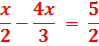 x/2 - 4x/3 = 5/2